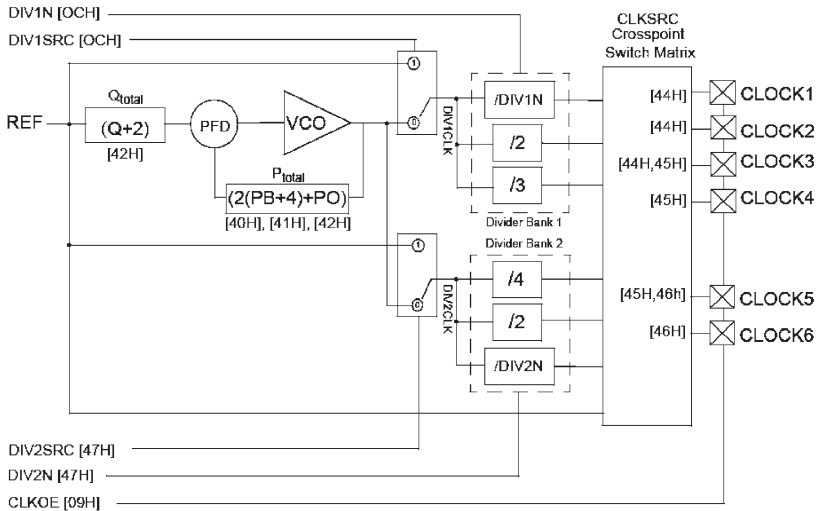 DIV1N [OCH]
DIV1SRC [OCH]
CLKSRC
Crosspoint
Switch Matrix
REF
Qtotal
(Q+2)
[42H]
PFD
VCO
Ptotal
(2(PB+4)+PO)
[40H], [41H], [42H]
1
0
DIV1CLK
/DIV1N
/2
/3
Divider Bank 1
Divider Bank 2
1
0
DIV2CLK
/4
/2
/DIV2N
[44H]
CLOCK1
[44H]
CLOCK2
[44H,45H]
CLOCK3
[45H]
CLOCK4
[45H,46h]
CLOCK5
[46H]
CLOCK6
DIV2SRC [47H]
DIV2N [47H]
CLKOE [09H]